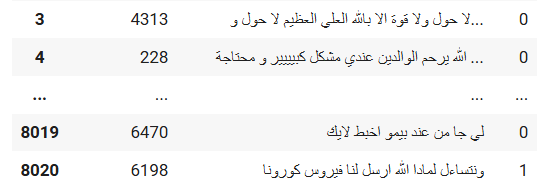 3 4313 ...لا حول ولا قوة الا بالله العلي العظيم لا حول و 0
4 228 ... الله يرحم الوالدين عندي مشكل كبييييير و محتاجة 0
... ... ... ...
8019 6470 لي جا من عند بيمو اخبط لايك 0
8020 6198 ونتساءل لماذا الله ارسل لنا فيروس كورونا 1